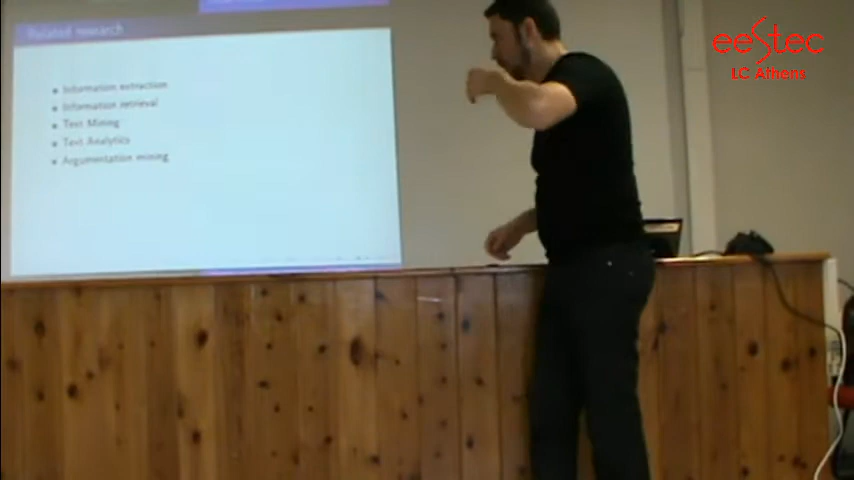 Related research
Information extraction
Information retrieval
Text Mining
Text Analytics
Argumentation mining
eestec
LC Athens